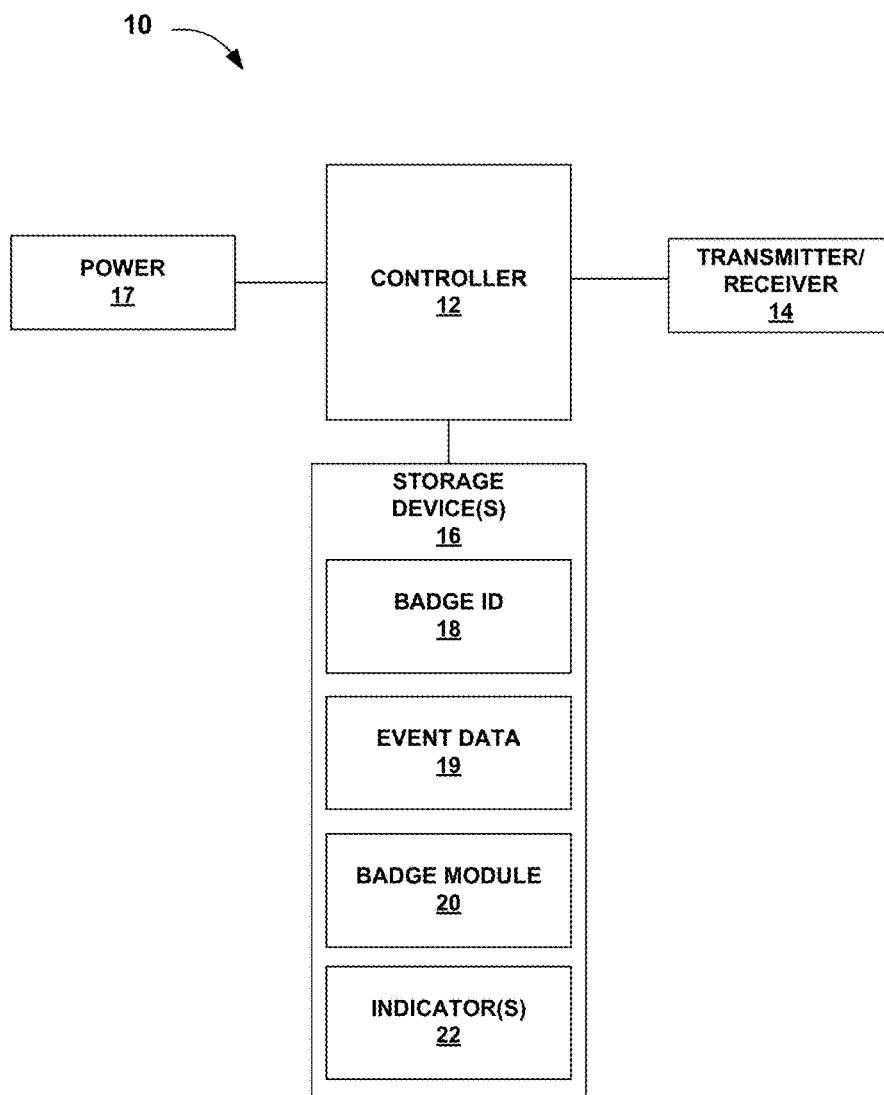 10
POWER
17
CONTROLLER
12
TRANSMITTER/
RECEIVER
14
STORAGE
DEVICE(S)
16
BADGE ID
18
EVENT DATA
19
BADGE MODULE
20
INDICATOR(S)
22